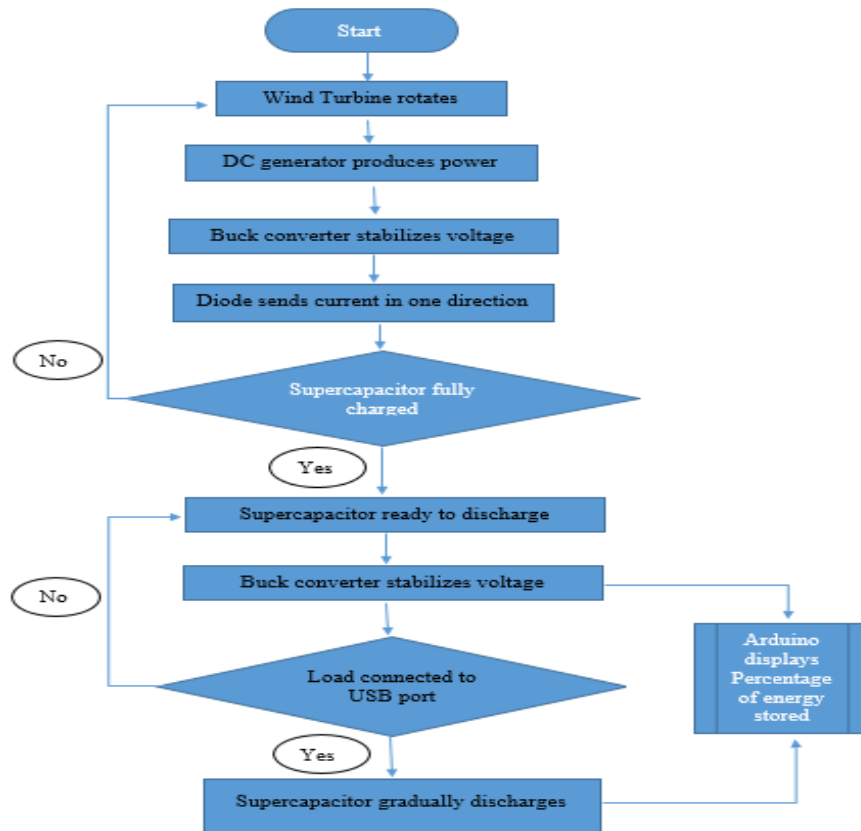 Start
Wind Turbine rotates
DC generator produces power
Buck converter stabilizes voltage
Diode sends current in one direction
No
Supercapacitor fully
charged
Yes
Supercapacitor ready to discharge
Buck converter stabilizes voltage
No
Arduino
displays
Percentage
of energy
stored
Load connected to
USB port
Yes
Supercapacitor gradually discharges